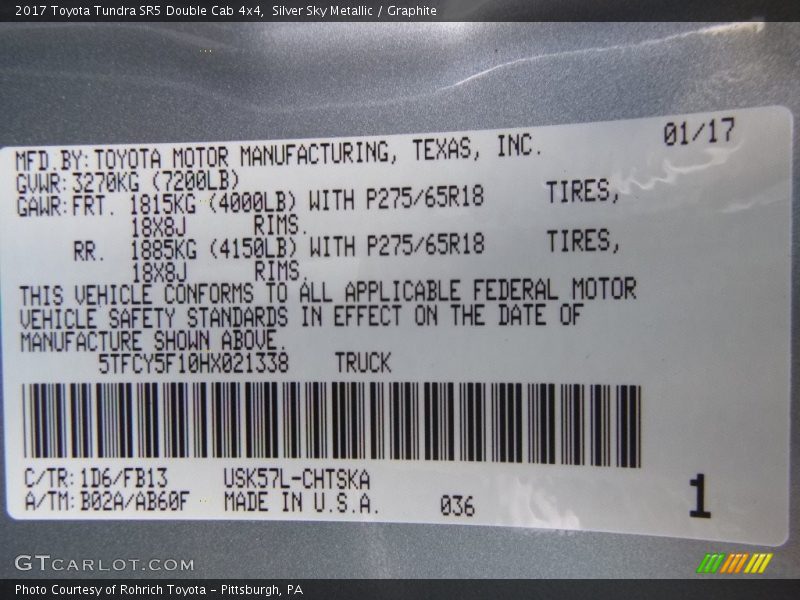 2017 Toyota Tundra SR5 Double Cab 4x4,  Silver Sky Metallic / Graphite
01/17
MFD.BY:TOYOTA MOTOR MANUFACTURING, TEXAS, INC.
GVWR:3270KG (7200LB)
GAWR:FRT. 1815KG (4000LB) WITH P275/65R18 TIRES,
18X8J RIMS.
RR. 1885KG (4150LB) WITH P275/65R18 TIRES,
18X8J RIMS.
THIS VEHICLE CONFORMS TO ALL APPLICABLE FEDERAL MOTOR
VEHICLE SAFETY STANDARDS IN EFFECT ON THE DATE OF
MANUFACTURE SHOWN ABOVE.
5TFCY5F10HX021338 TRUCK
C/TR:1D6/FB13 USK57L-CHTSKA
A/TM:B02A/AB60F MADE IN U.S.A. 036
1
GTCARLOT.COM
Photo Courtesy of Rohrich Toyota - Pittsburgh, PA